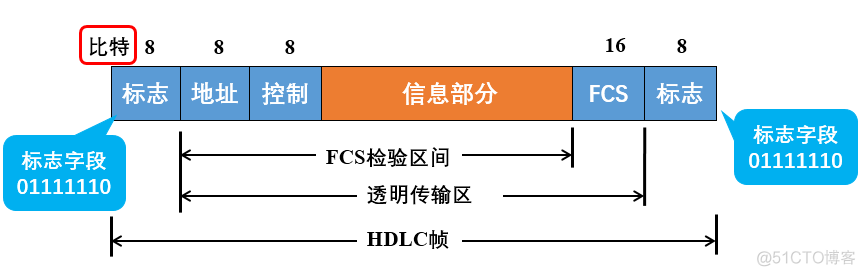 比特 8 8 8 16 8
标志 地址 控制 信息部分 FCS 标志
标志字段
01111110
标志字段
01111110
FCS检验区间
透明传输区
HDLC帧
@51CTO博客